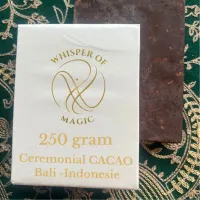 WHISPER OF
MAGIC
250 gram
Ceremonial CACAO
Bali -Indonesie